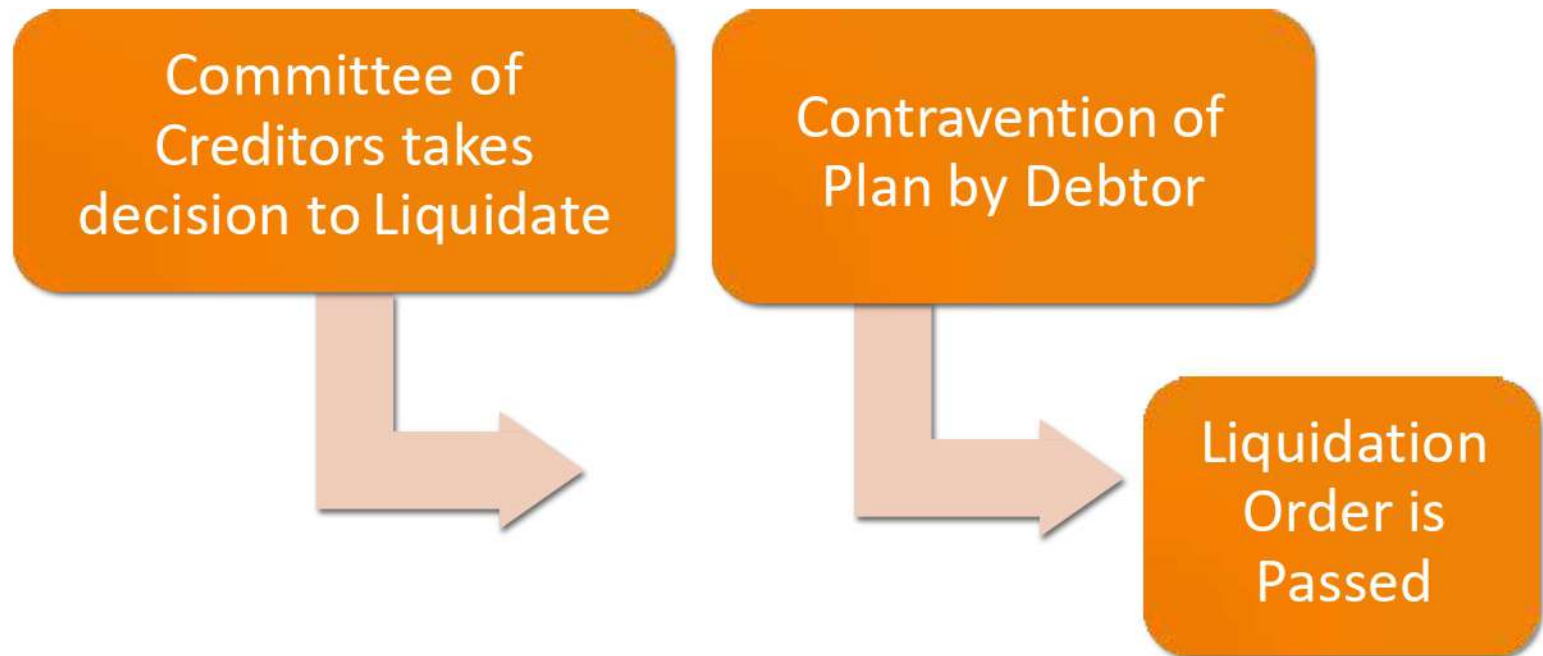 Committee of
Creditors takes
decision to Liquidate
Contravention of
Plan by Debtor
Liquidation
Order is
Passed